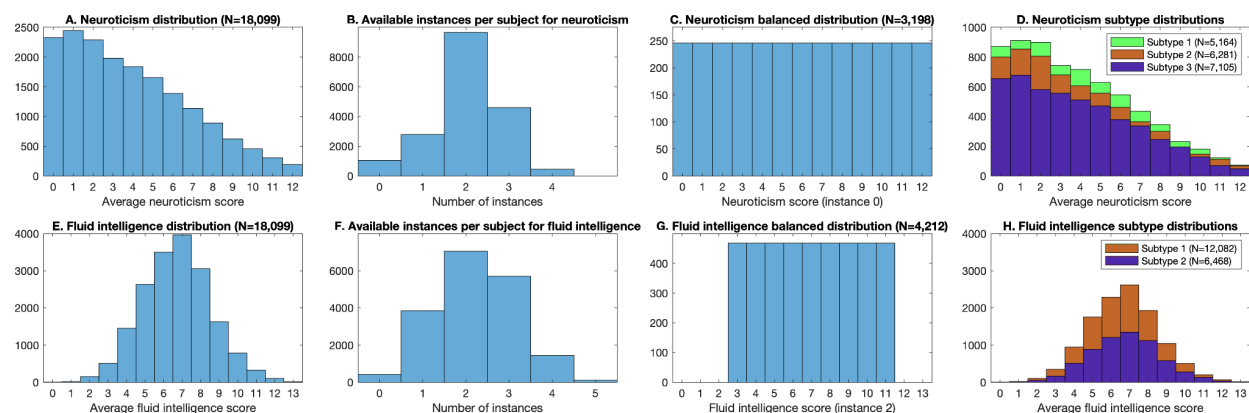 A. Neuroticism distribution (N=18,099)
2500
2000
1500
1000
500
0
0 1 2 3 4 5 6 7 8 9 10 11 12
Average neuroticism score
B. Available instances per subject for neuroticism
8000
6000
4000
2000
0
0 1 2 3 4
Number of instances
C. Neuroticism balanced distribution (N=3,198)
250
200
150
100
50
0
0 1 2 3 4 5 6 7 8 9 10 11 12
Neuroticism score (instance 0)
D. Neuroticism subtype distributions
1000
800
600
400
200
0
Subtype 1 (N=5,164)
Subtype 2 (N=6,281)
Subtype 3 (N=7,105)
0 1 2 3 4 5 6 7 8 9 10 11 12
Average neuroticism score
E. Fluid intelligence distribution (N=18,099)
4000
3000
2000
1000
0
0 1 2 3 4 5 6 7 8 9 10 11 12 13
Average fluid intelligence score
F. Available instances per subject for fluid intelligence
6000
4000
2000
0
0 1 2 3 4 5
Number of instances
G. Fluid intelligence balanced distribution (N=4,212)
400
300
200
100
0
0 1 2 3 4 5 6 7 8 9 10 11 12 13
Fluid intelligence score (instance 2)
H. Fluid intelligence subtype distributions
4000
3000
2000
1000
0
Subtype 1 (N=12,082)
Subtype 2 (N=6,468)
0 1 2 3 4 5 6 7 8 9 10 11 12 13
Average fluid intelligence score